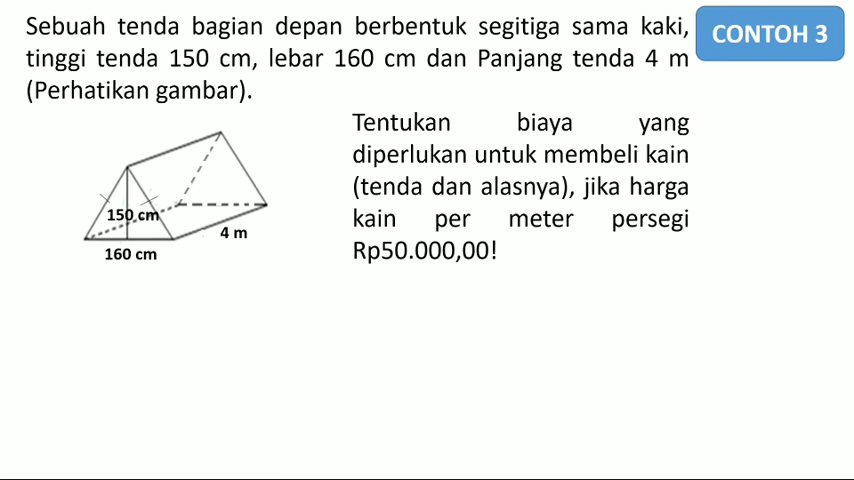 Sebuah tenda bagian depan berbentuk segitiga sama kaki,
tinggi tenda 150 cm, lebar 160 cm dan Panjang tenda 4 m
(Perhatikan gambar).
CONTOH 3
Tentukan biaya yang
diperlukan untuk membeli kain
(tenda dan alasnya), jika harga
kain per meter persegi
Rp50.000,00!
150 cm
4 m
160 cm